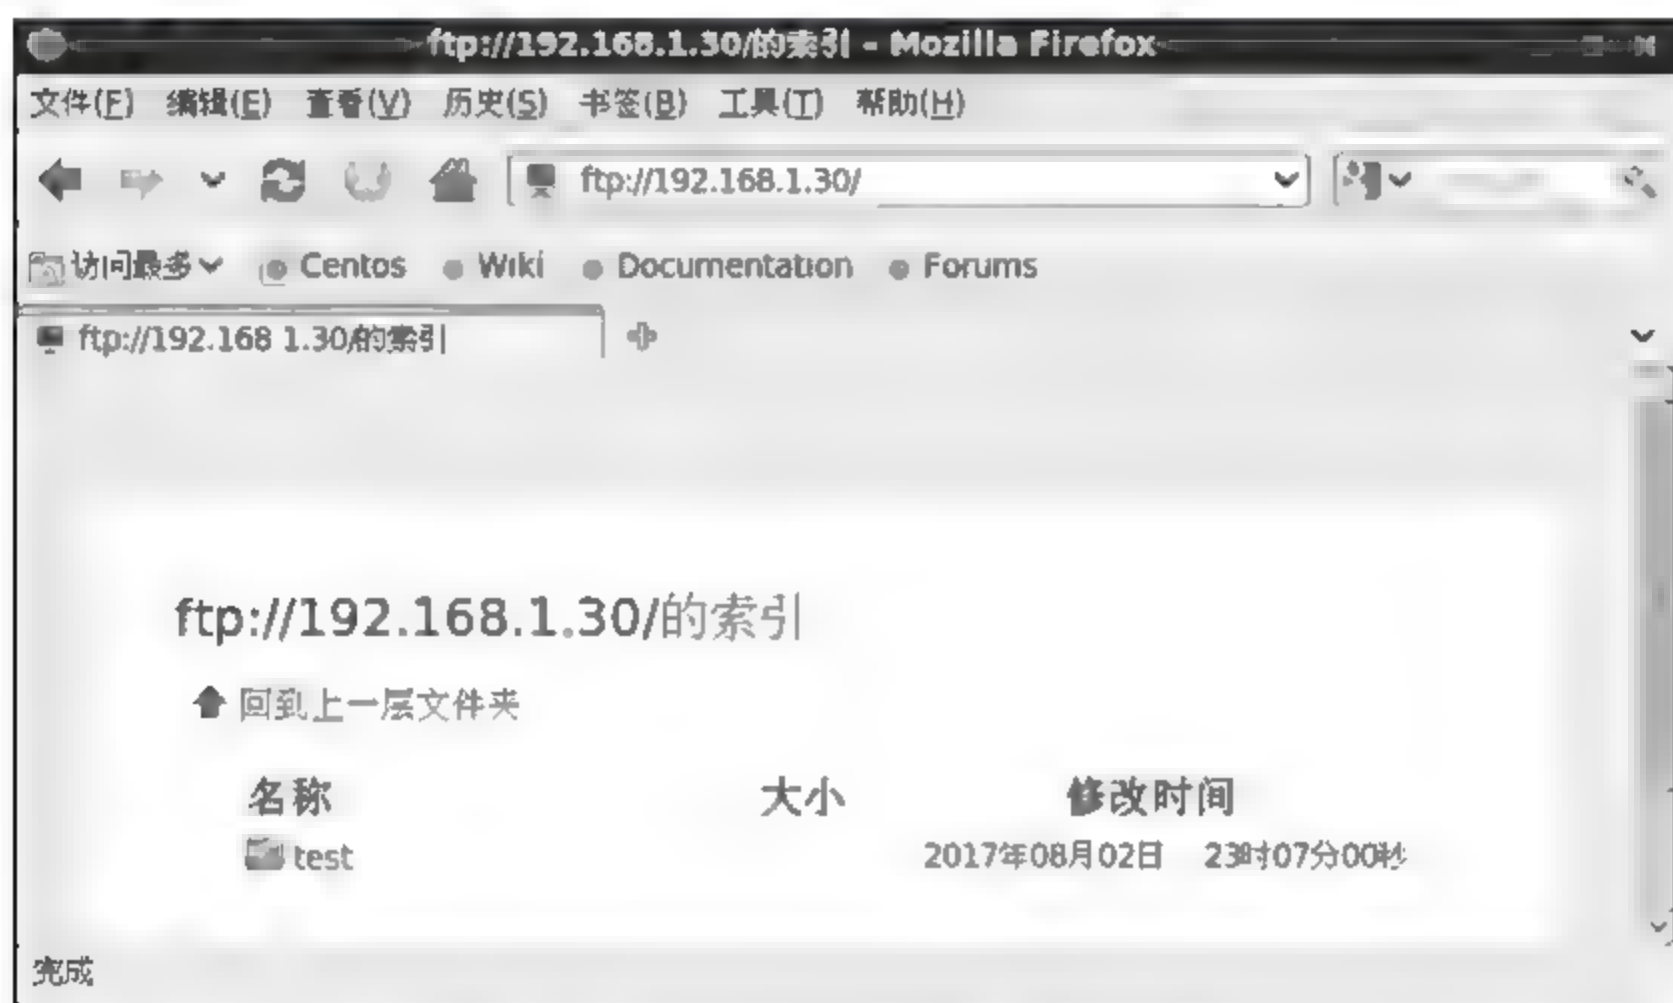 ftp://192.168.1.30/的索引 - Mozilla Firefox
文件(F) 编辑(E) 查看(V) 历史(S) 书签(B) 工具(T) 帮助(H)
ftp://192.168.1.30/
访问最多 Centos Wiki Documentation Forums
ftp://192.168 1.30/的索引
ftp://192.168.1.30/的索引
回到上一层文件夹
名称 大小 修改时间
test 2017年08月02日 23时07分00秒
完成